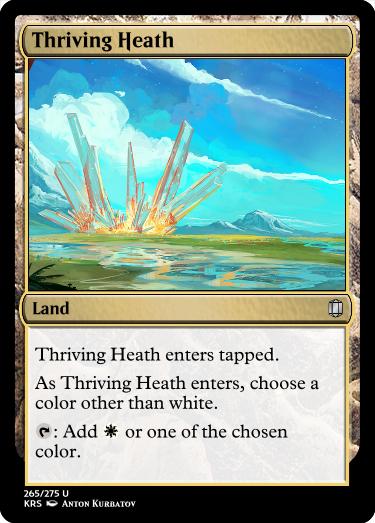 Thriving Heath
Land
Thriving Heath enters tapped.
As Thriving Heath enters, choose a
color other than white.
: Add or one of the chosen
color.
265/275 U
KRS Anton Kurbatov